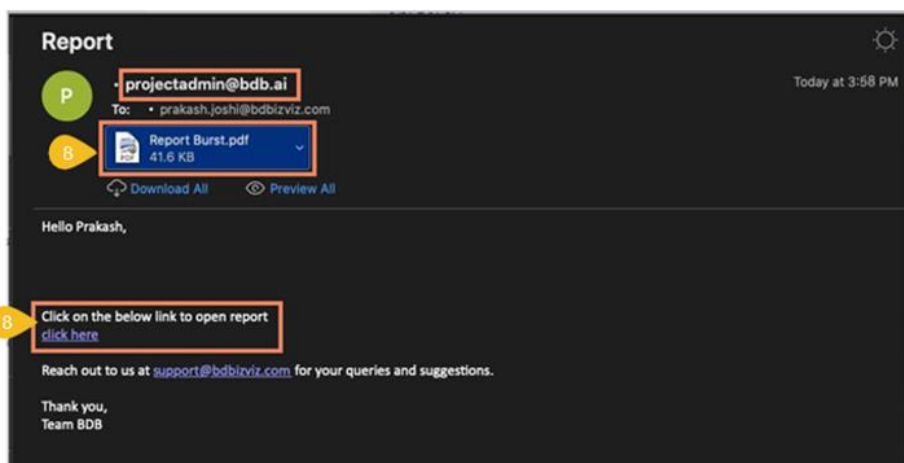 Report
P
• projectadmin@bdb.ai
Today at 3:58 PM
To: • prakash.joshi@bdbizviz.com
8
PDF
Report Burst.pdf
41.6 KB
Download All Preview All
Hello Prakash,
8
Click on the below link to open report
click here
Reach out to us at support@bdbizviz.com for your queries and suggestions.
Thank you,
Team BDB